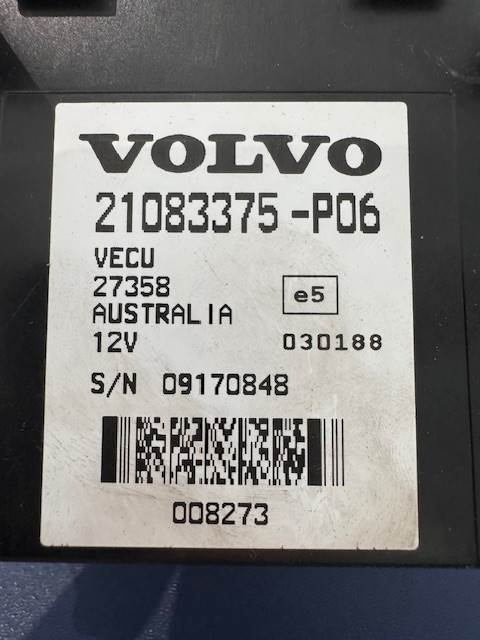 VOLVO
21083375-P06
VECU
27358
e5
AUSTRALIA
12V
030188
S/N 09170848
008273